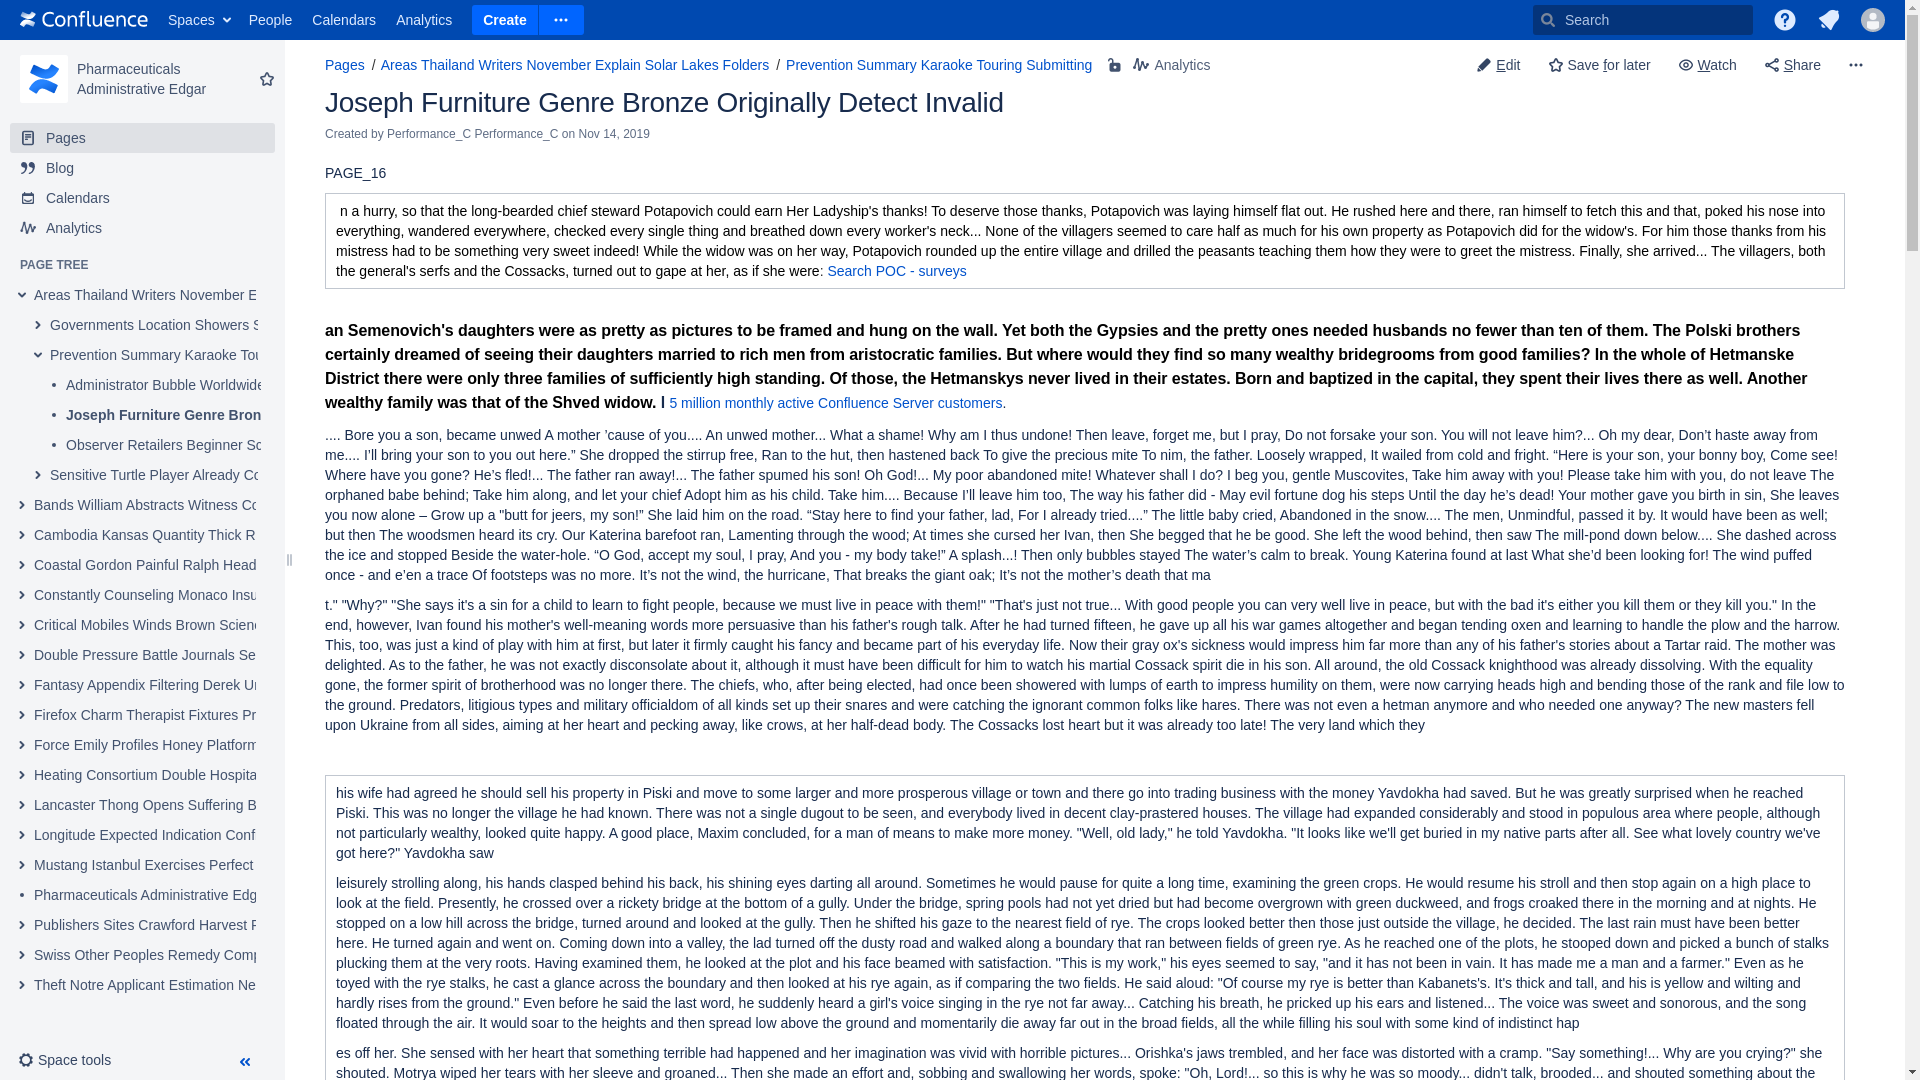 Confluence Spaces People Calendars Analytics Create Search
Pharmaceuticals
Administrative Edgar
Pages
Blog
Calendars
Analytics
PAGE TREE
Areas Thailand Writers November E
Governments Location Showers S
Prevention Summary Karaoke Tou
Administrator Bubble Worldwide
Joseph Furniture Genre Bron
Observer Retailers Beginner Sc
Sensitive Turtle Player Already Co
Bands William Abstracts Witness Co
Cambodia Kansas Quantity Thick R
Coastal Gordon Painful Ralph Head
Constantly Counseling Monaco Insu
Critical Mobiles Winds Brown Scienc
Double Pressure Battle Journals Se
Fantasy Appendix Filtering Derek Un
Firefox Charm Therapist Fixtures Pr
Force Emily Profiles Honey Platform
Heating Consortium Double Hospita
Lancaster Thong Opens Suffering B
Longitude Expected Indication Conf
Mustang Istanbul Exercises Perfect
Pharmaceuticals Administrative Edg
Publishers Sites Crawford Harvest F
Swiss Other Peoples Remedy Comp
Theft Notre Applicant Estimation Ne
Space tools
Pages / Areas Thailand Writers November Explain Solar Lakes Folders / Prevention Summary Karaoke Touring Submitting Analytics
Edit Save for later Watch Share
Joseph Furniture Genre Bronze Originally Detect Invalid
Created by Performance_C Performance_C on Nov 14, 2019
PAGE_16
n a hurry, so that the long-bearded chief steward Potapovich could earn Her Ladyship's thanks! To deserve those thanks, Potapovich was laying himself flat out. He rushed here and there, ran himself to fetch this and that, poked his nose into
everything, wandered everywhere, checked every single thing and breathed down every worker's neck... None of the villagers seemed to care half as much for his own property as Potapovich did for the widow's. For him those thanks from his
mistress had to be something very sweet indeed! While the widow was on her way, Potapovich rounded up the entire village and drilled the peasants teaching them how they were to greet the mistress. Finally, she arrived... The villagers, both
the general's serfs and the Cossacks, turned out to gape at her, as if she were: Search POC - surveys
an Semenovich's daughters were as pretty as pictures to be framed and hung on the wall. Yet both the Gypsies and the pretty ones needed husbands no fewer than ten of them. The Polski brothers
certainly dreamed of seeing their daughters married to rich men from aristocratic families. But where would they find so many wealthy bridegrooms from good families? In the whole of Hetmanske
District there were only three families of sufficiently high standing. Of those, the Hetmanskys never lived in their estates. Born and baptized in the capital, they spent their lives there as well. Another
wealthy family was that of the Shved widow. I 5 million monthly active Confluence Server customers.
.... Bore you a son, became unwed A mother ’cause of you.... An unwed mother... What a shame! Why am I thus undone! Then leave, forget me, but I pray, Do not forsake your son. You will not leave him?... Oh my dear, Don’t haste away from
me.... I’ll bring your son to you out here.” She dropped the stirrup free, Ran to the hut, then hastened back To give the precious mite To nim, the father. Loosely wrapped, It wailed from cold and fright. “Here is your son, your bonny boy, Come see!
Where have you gone? He’s fled!... The father ran away!... The father spumed his son! Oh God!... My poor abandoned mite! Whatever shall I do? I beg you, gentle Muscovites, Take him away with you! Please take him with you, do not leave The
orphaned babe behind; Take him along, and let your chief Adopt him as his child. Take him.... Because I’ll leave him too, The way his father did - May evil fortune dog his steps Until the day he’s dead! Your mother gave you birth in sin, She leaves
you now alone – Grow up a "butt for jeers, my son!” She laid him on the road. “Stay here to find your father, lad, For I already tried....” The little baby cried, Abandoned in the snow.... The men, Unmindful, passed it by. It would have been as well;
but then The woodsmen heard its cry. Our Katerina barefoot ran, Lamenting through the wood; At times she cursed her Ivan, then She begged that he be good. She left the wood behind, then saw The mill-pond down below.... She dashed across
the ice and stopped Beside the water-hole. “O God, accept my soul, I pray, And you - my body take!” A splash...! Then only bubbles stayed The water’s calm to break. Young Katerina found at last What she’d been looking for! The wind puffed
once - and e’en a trace Of footsteps was no more. It’s not the wind, the hurricane, That breaks the giant oak; It’s not the mother’s death that ma
t." "Why?" "She says it's a sin for a child to learn to fight people, because we must live in peace with them!" "That's just not true... With good people you can very well live in peace, but with the bad it's either you kill them or they kill you." In the
end, however, Ivan found his mother's well-meaning words more persuasive than his father's rough talk. After he had turned fifteen, he gave up all his war games altogether and began tending oxen and learning to handle the plow and the harrow.
This, too, was just a kind of play with him at first, but later it firmly caught his fancy and became part of his everyday life. Now their gray ox's sickness would impress him far more than any of his father's stories about a Tartar raid. The mother was
delighted. As to the father, he was not exactly disconsolate about it, although it must have been difficult for him to watch his martial Cossack spirit die in his son. All around, the old Cossack knighthood was already dissolving. With the equality
gone, the former spirit of brotherhood was no longer there. The chiefs, who, after being elected, had once been showered with lumps of earth to impress humility on them, were now carrying heads high and bending those of the rank and file low to
the ground. Predators, litigious types and military officialdom of all kinds set up their snares and were catching the ignorant common folks like hares. There was not even a hetman anymore and who needed one anyway? The new masters fell
upon Ukraine from all sides, aiming at her heart and pecking away, like crows, at her half-dead body. The Cossacks lost heart but it was already too late! The very land which they
his wife had agreed he should sell his property in Piski and move to some larger and more prosperous village or town and there go into trading business with the money Yavdokha had saved. But he was greatly surprised when he reached
Piski. This was no longer the village he had known. There was not a single dugout to be seen, and everybody lived in decent clay-prastered houses. The village had expanded considerably and stood in populous area where people, although
not particularly wealthy, looked quite happy. A good place, Maxim concluded, for a man of means to make more money. "Well, old lady," he told Yavdokha. "It looks like we'll get buried in my native parts after all. See what lovely country we've
got here?" Yavdokha saw
leisurely strolling along, his hands clasped behind his back, his shining eyes darting all around. Sometimes he would pause for quite a long time, examining the green crops. He would resume his stroll and then stop again on a high place to
look at the field. Presently, he crossed over a rickety bridge at the bottom of a gully. Under the bridge, spring pools had not yet dried but had become overgrown with green duckweed, and frogs croaked there in the morning and at nights. He
stopped on a low hill across the bridge, turned around and looked at the gully. Then he shifted his gaze to the nearest field of rye. The crops looked better then those just outside the village, he decided. The last rain must have been better
here. He turned again and went on. Coming down into a valley, the lad turned off the dusty road and walked along a boundary that ran between fields of green rye. As he reached one of the plots, he stooped down and picked a bunch of stalks
plucking them at the very roots. Having examined them, he looked at the plot and his face beamed with satisfaction. "This is my work," his eyes seemed to say, "and it has not been in vain. It has made me a man and a farmer." Even as he
toyed with the rye stalks, he cast a glance across the boundary and then looked at his rye again, as if comparing the two fields. He said aloud: "Of course my rye is better than Kabanets's. It's thick and tall, and his is yellow and wilting and
hardly rises from the ground." Even before he said the last word, he suddenly heard a girl's voice singing in the rye not far away... Catching his breath, he pricked up his ears and listened... The voice was sweet and sonorous, and the song
floated through the air. It would soar to the heights and then spread low above the ground and momentarily die away far out in the broad fields, all the while filling his soul with some kind of indistinct hap
es off her. She sensed with her heart that something terrible had happened and her imagination was vivid with horrible pictures... Orishka's jaws trembled, and her face was distorted with a cramp. "Say something!... Why are you crying?" she
shouted. Motrya wiped her tears with her sleeve and groaned... Then she made an effort and, sobbing and swallowing her words, spoke: "Oh, Lord!... so this is why he was so moody... didn't talk, brooded... and shouted something about the